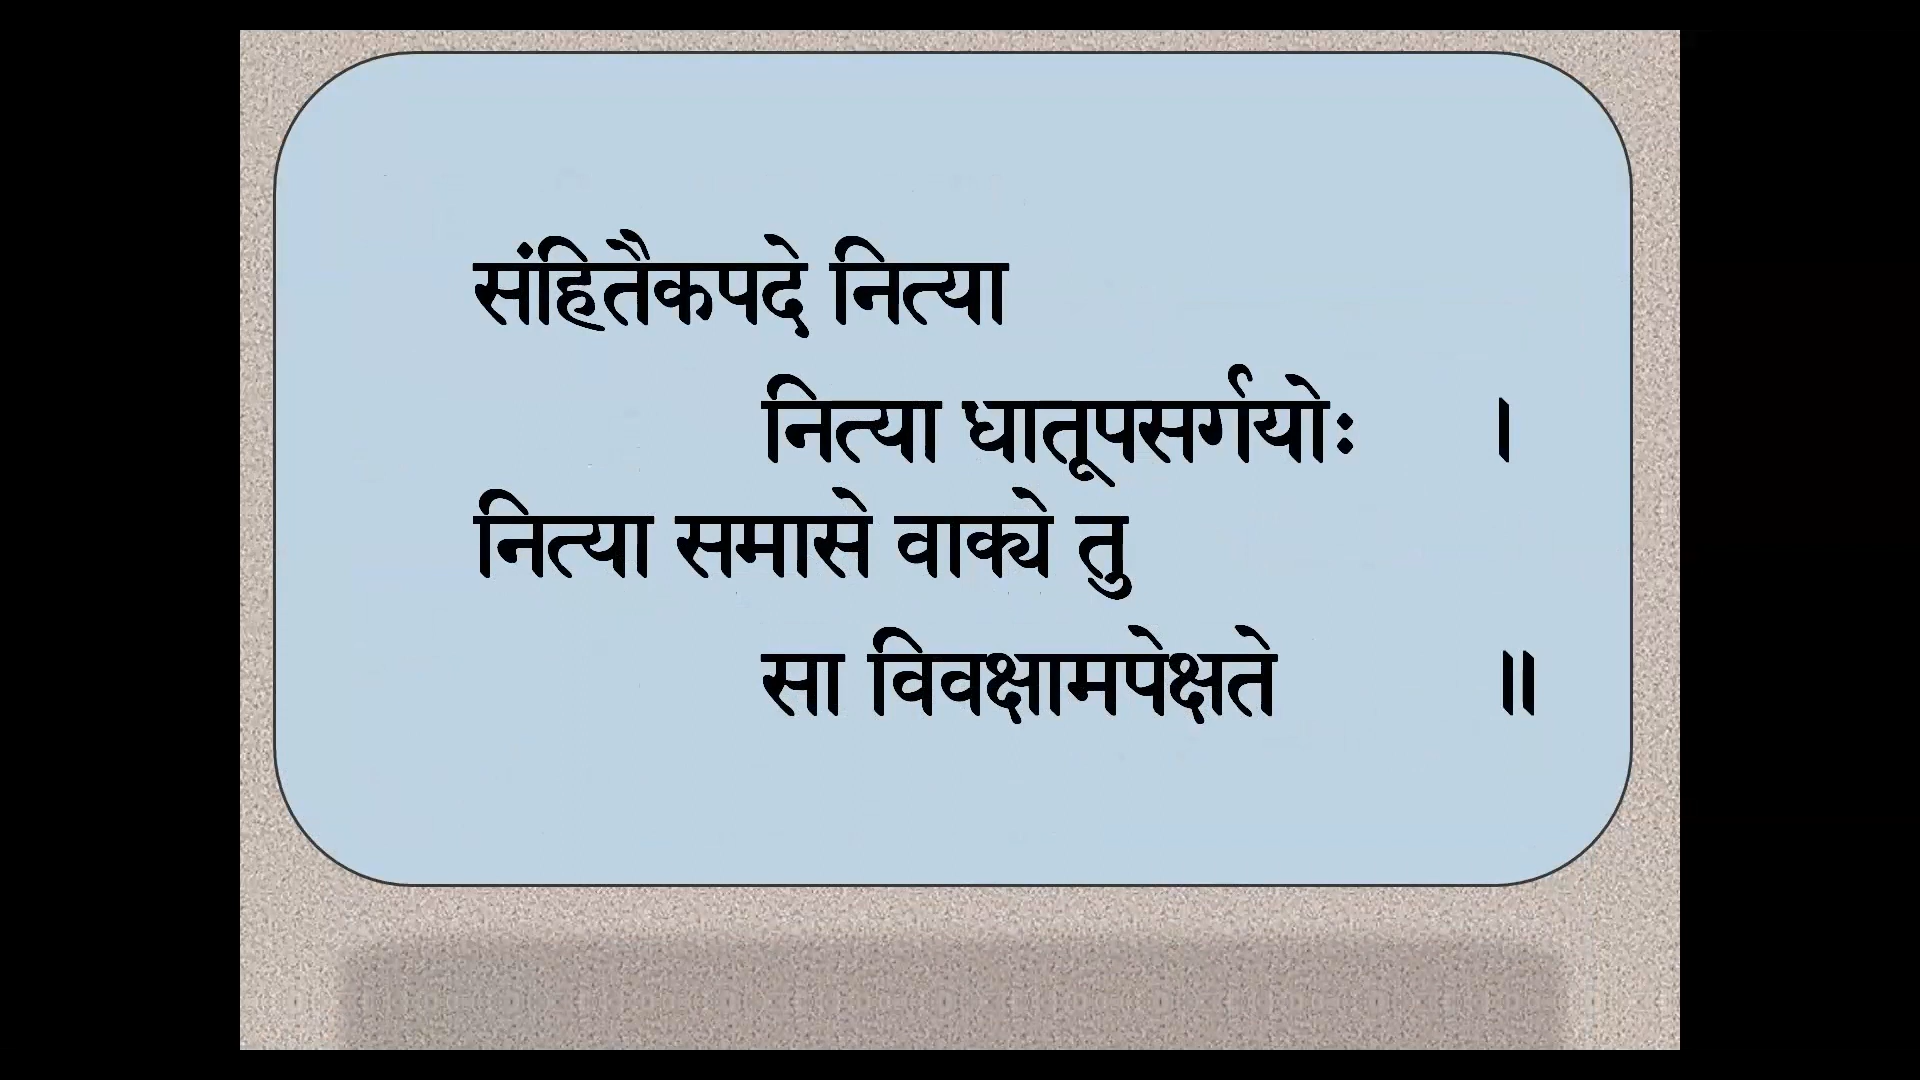 संहितैकपदे नित्या
नित्या धातूपसर्गयोः ।
नित्या समासे वाक्ये तु
सा विवक्षामपेक्षते ॥